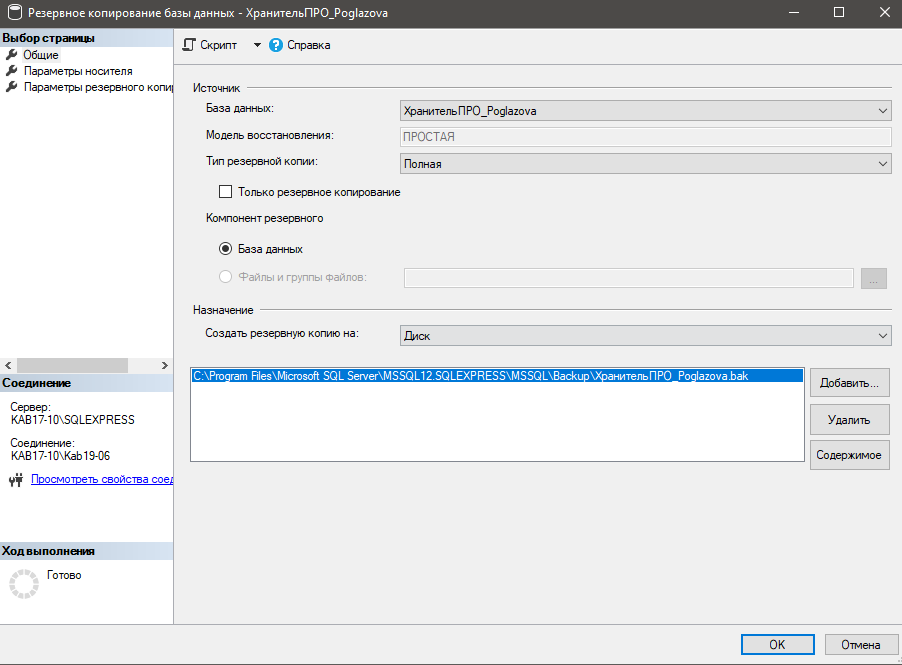 Резервное копирование базы данных - ХранительПРО_Poglazova
Выбор страницы
Общие
Параметры носителя
Параметры резервного копи
Скрипт
Справка
Источник
База данных:
ХранительПРО_Poglazova
Модель восстановления:
ПРОСТАЯ
Тип резервной копии:
Полная
Только резервное копирование
Компонент резервного
База данных
Файлы и группы файлов:
...
Назначение
Создать резервную копию на:
Диск
C:\Program Files\Microsoft SQL Server\MSSQL12.SQLEXPRESS\MSSQL\Backup\ХранительПРО_Poglazova.bak
Добавить...
Удалить
Содержимое
Соединение
Сервер:
KAB17-10\SQLEXPRESS
Соединение:
KAB17-10\Kab19-06
Просмотреть свойства соед
Ход выполнения
Готово
OK
Отмена